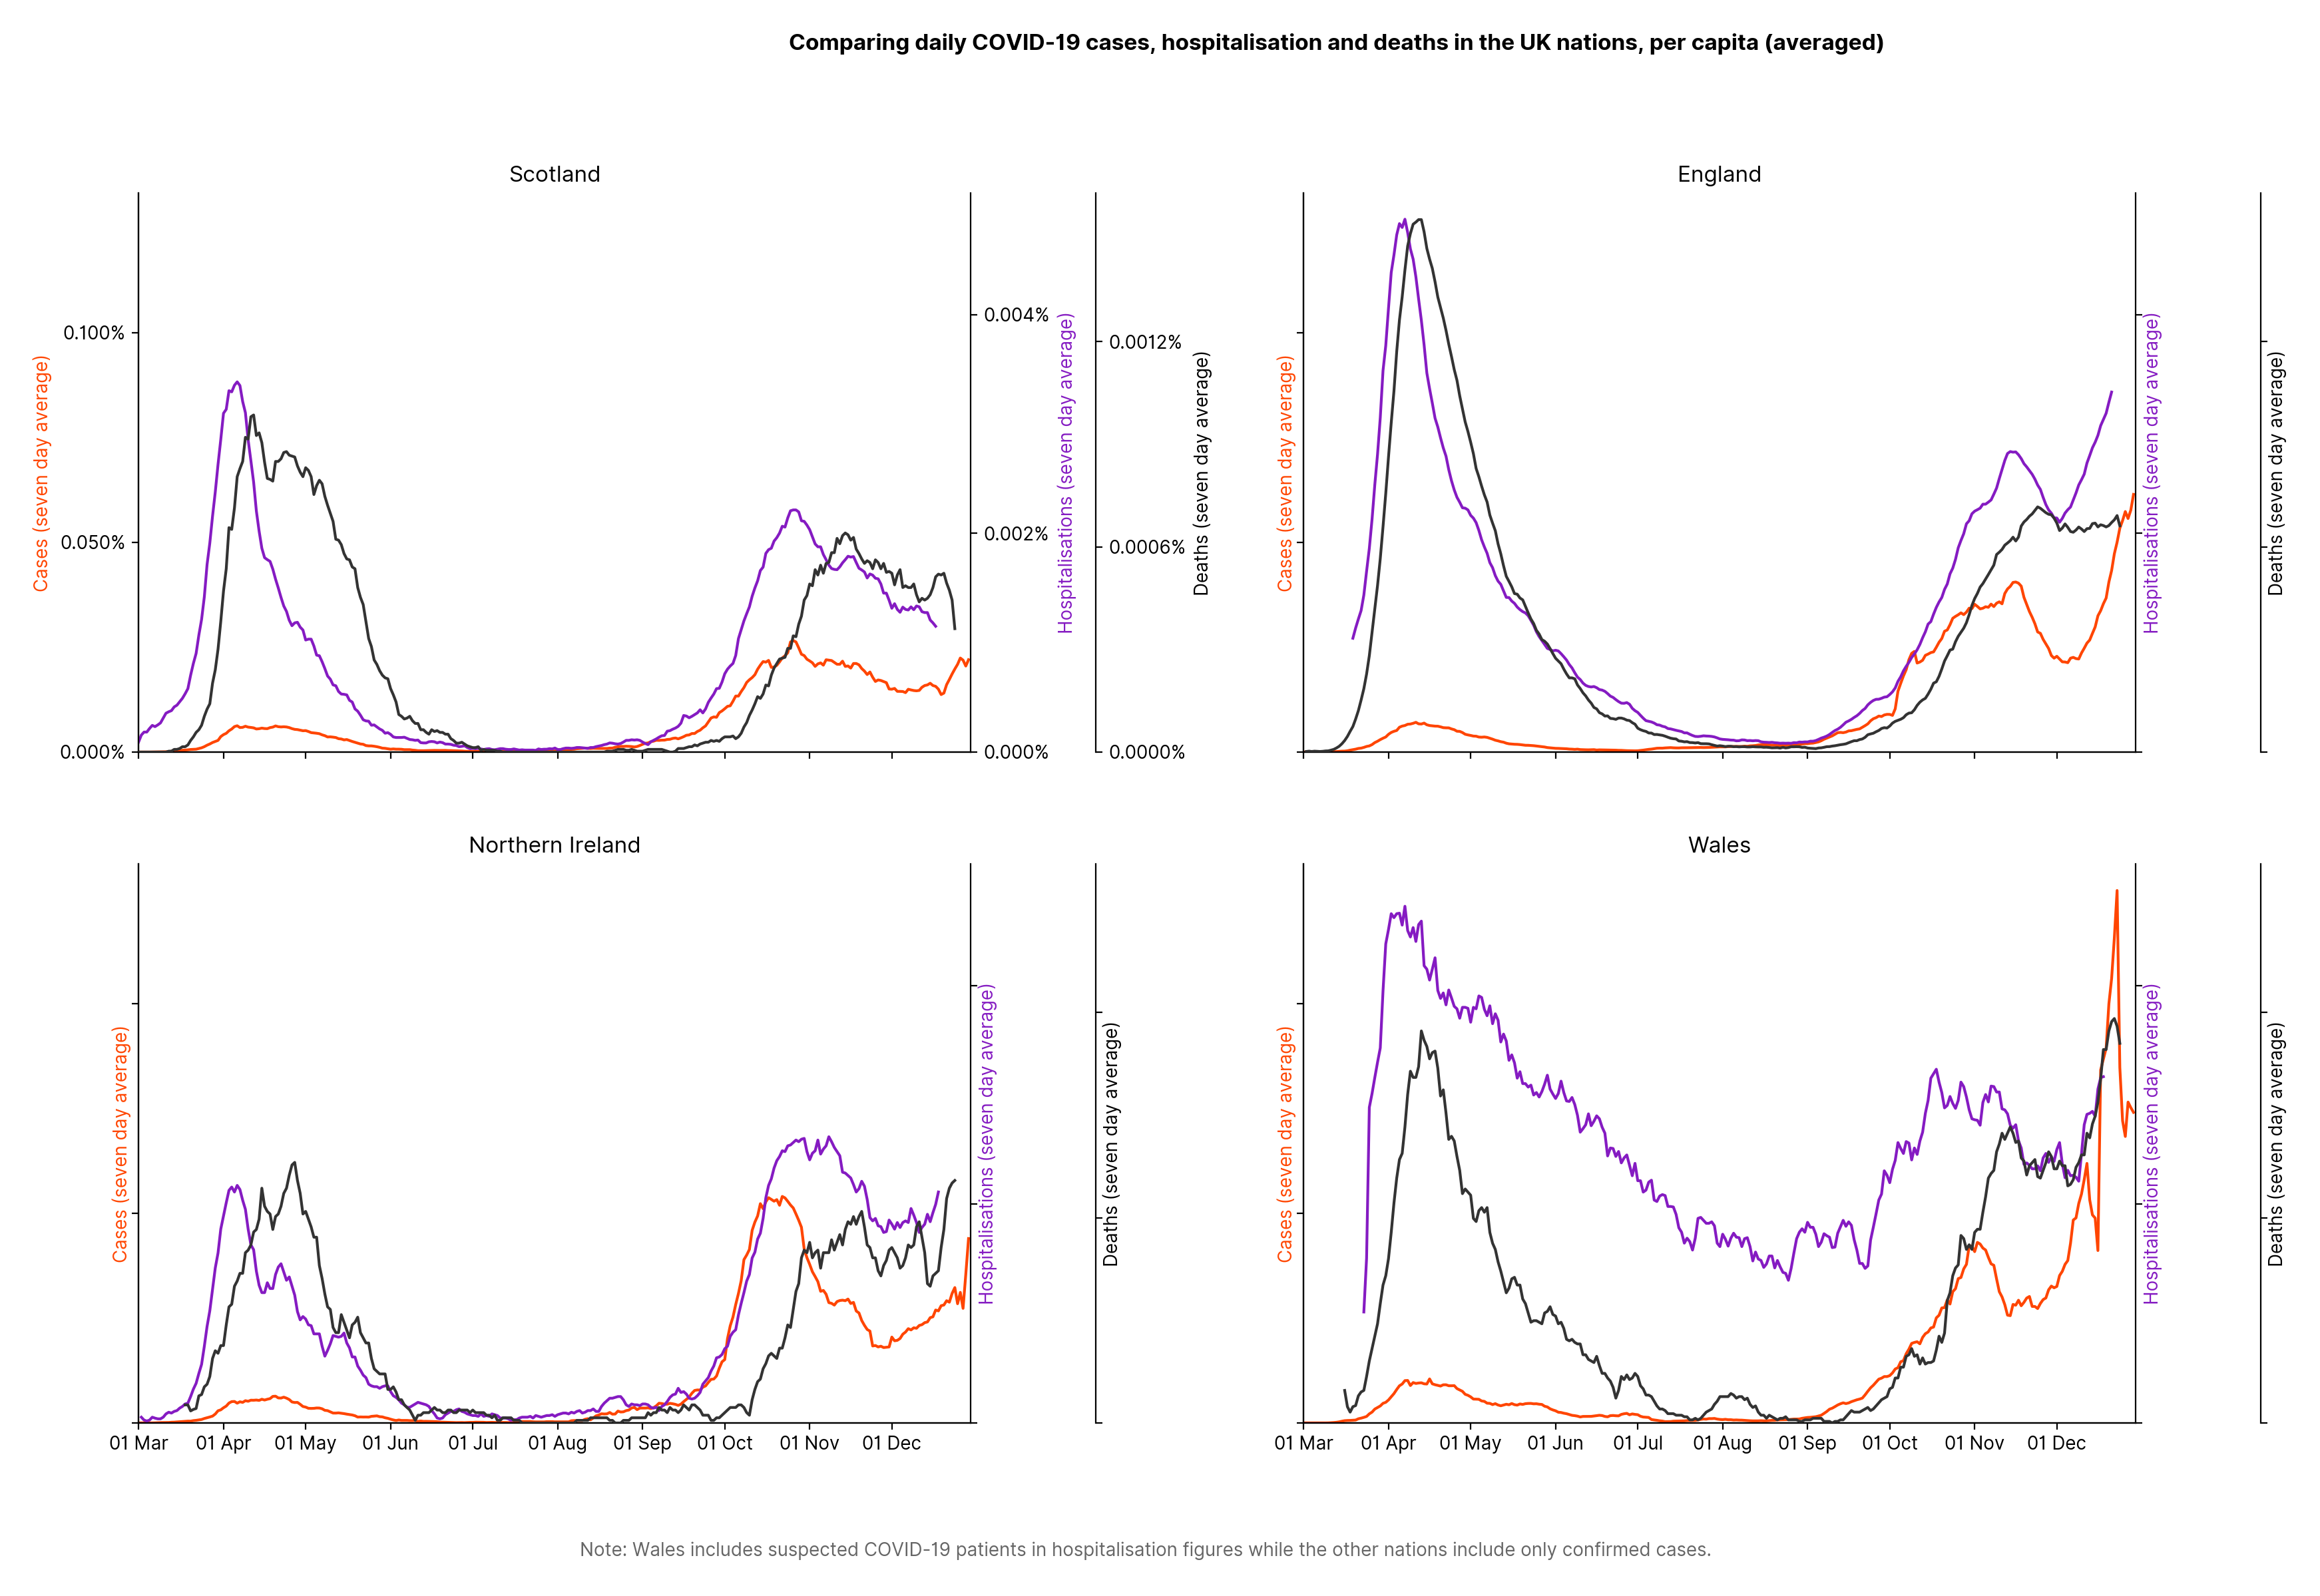 Comparing daily COVID-19 cases, hospitalisation and deaths in the UK nations, per capita (averaged)
Scotland
England
0.100%
0.050%
0.000%
Cases (seven day average)
0.004%
0.002%
0.000%
Hospitalisations (seven day average)
0.0012%
0.0006%
0.0000%
Deaths (seven day average)
Cases (seven day average)
Hospitalisations (seven day average)
Deaths (seven day average)
Northern Ireland
Wales
Cases (seven day average)
Hospitalisations (seven day average)
Deaths (seven day average)
Cases (seven day average)
Hospitalisations (seven day average)
Deaths (seven day average)
01 Mar 01 Apr 01 May 01 Jun 01 Jul 01 Aug 01 Sep 01 Oct 01 Nov 01 Dec
01 Mar 01 Apr 01 May 01 Jun 01 Jul 01 Aug 01 Sep 01 Oct 01 Nov 01 Dec
Note: Wales includes suspected COVID-19 patients in hospitalisation figures while the other nations include only confirmed cases.